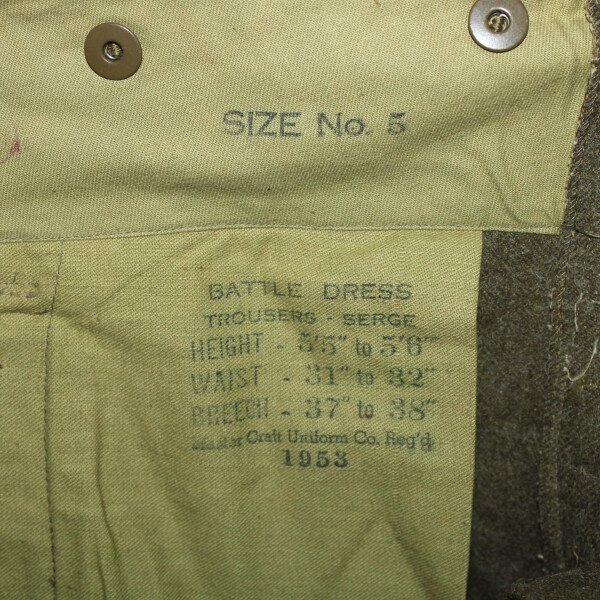 SIZE No. 5
BATTLE DRESS
TROUSERS - SERGE
HEIGHT - 5'5" to 5'6"
WAIST - 31" to 32"
BREECH - 37" to 38"
Master Craft Uniform Co. Reg'd.
1953